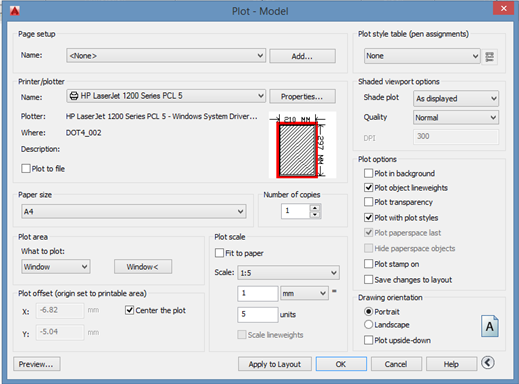 Plot - Model
Page setup
Name: <None> Add...
Printer/plotter
Name: HP LaserJet 1200 Series PCL 5 Properties...
Plotter: HP LaserJet 1200 Series PCL 5 - Windows System Driver...
Where: DOT4_002
Description:
Plot to file
210 MM
297 MM
Paper size
A4
Number of copies
1
Plot area
What to plot:
Window Window<
Plot offset (origin set to printable area)
X: -6.82 mm Center the plot
Y: -5.04 mm
Plot scale
Fit to paper
Scale: 1:5
1 mm =
5 units
Scale lineweights
Plot style table (pen assignments)
None
Shaded viewport options
Shade plot As displayed
Quality Normal
DPI 300
Plot options
Plot in background
Plot object lineweights
Plot transparency
Plot with plot styles
Plot paperspace last
Hide paperspace objects
Plot stamp on
Save changes to layout
Drawing orientation
Portrait
Landscape
Plot upside-down
A
Preview... Apply to Layout OK Cancel Help